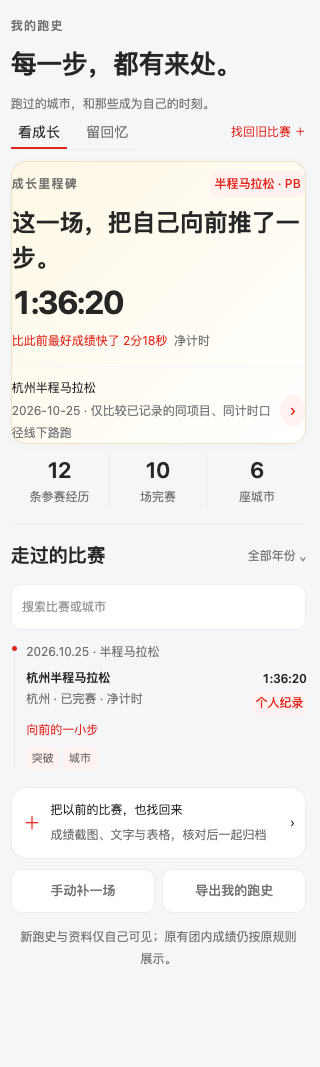 我的跑史
每一步，都有来处。
跑过的城市，和那些成为自己的时刻。
看成长 留回忆 找回旧比赛 ＋
成长里程碑 半程马拉松 · PB
这一场，把自己向前推了一
步。
1:36:20
比此前最好成绩快了 2分18秒 净计时
杭州半程马拉松
2026-10-25 · 仅比较已记录的同项目、同计时口
径线下路跑
›
12 10 6
条参赛经历 场完赛 座城市
走过的比赛 全部年份 ⌄
搜索比赛或城市
2026.10.25 · 半程马拉松
杭州半程马拉松 1:36:20
杭州 · 已完赛 · 净计时 个人纪录
向前的一小步
突破 城市
＋ 把以前的比赛，也找回来
成绩截图、文字与表格，核对后一起归档 ›
手动补一场 导出我的跑史
新跑史与资料仅自己可见；原有团内成绩仍按原规则
展示。